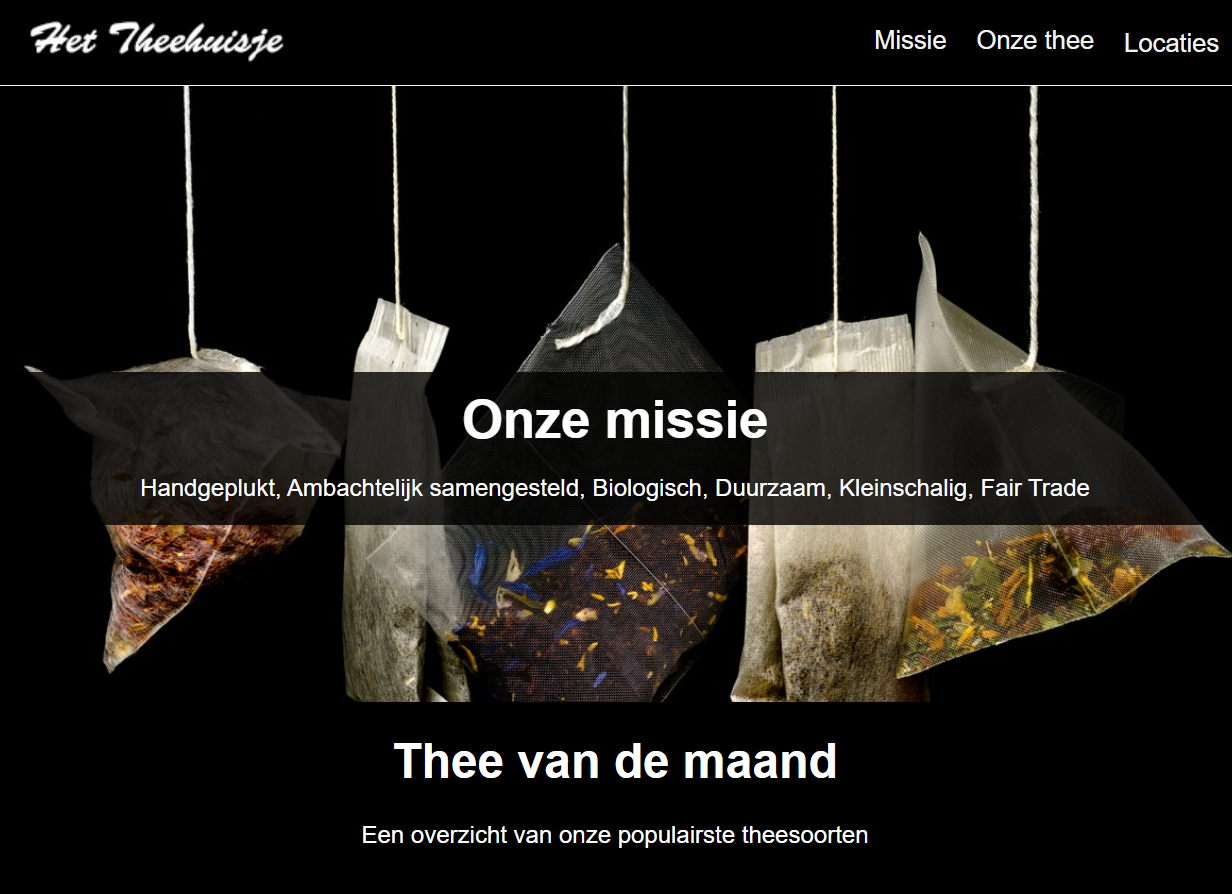 Het Theehuisje
Missie Onze thee Locaties
Onze missie
Handgeplukt, Ambachtelijk samengesteld, Biologisch, Duurzaam, Kleinschalig, Fair Trade
Thee van de maand
Een overzicht van onze populairste theesoorten